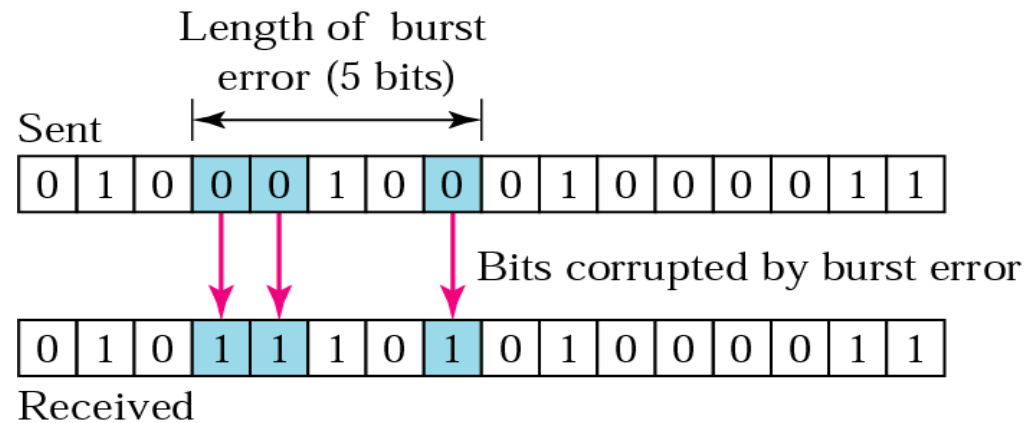 Length of burst
error (5 bits)
Sent
0 1 0 0 0 1 0 0 0 1 0 0 0 0 1 1
Bits corrupted by burst error
0 1 0 1 1 1 0 1 0 1 0 0 0 0 1 1
Received